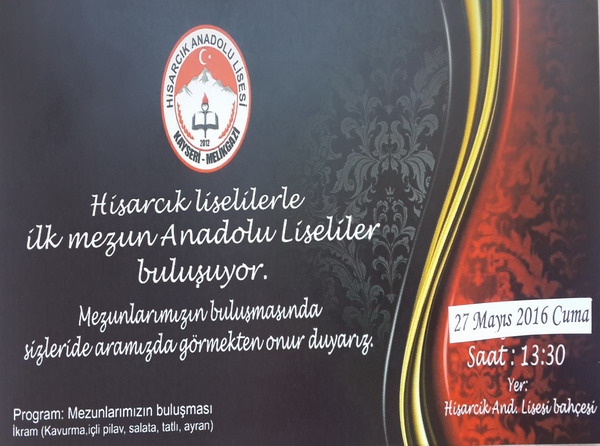 HİSARCIK ANADOLU LİSESİ
2012
KAYSERİ - MELİKGAZİ
Hisarcık liselilerle
ilk mezun Anadolu Liseliler
buluşuyor.
Mezunlarımızın buluşmasında
sizleride aramızda görmekten onur duyarız.
27 Mayıs 2016 Cuma
Saat : 13:30
Yer:
Hisarcik And. Lisesi bahçesi
Program: Mezunlarımızın buluşması
İkram (Kavurma,içli pilav, salata, tatlı, ayran)